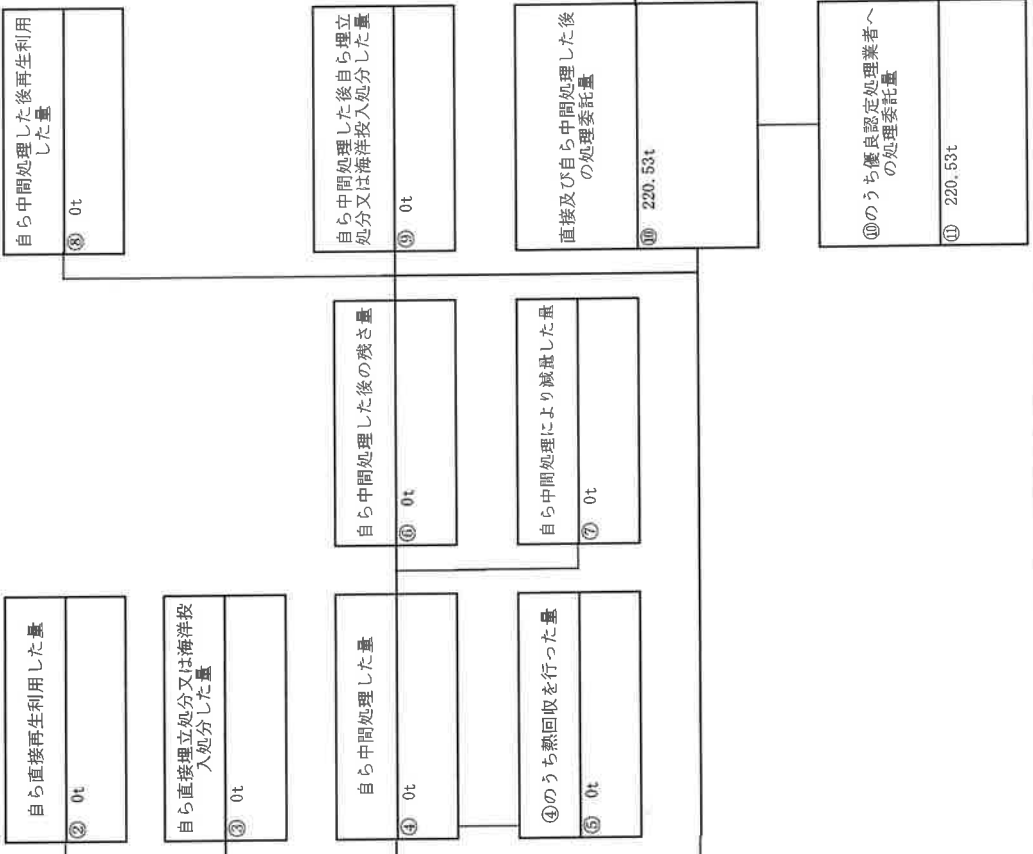 自ら直接再生利用した量
② 0t
自ら直接埋立処分又は海洋投
入処分した量
③ 0t
自ら中間処理した量
④ 0t
④のうち熱回収を行った量
⑤ 0t
自ら中間処理した後の残さ量
⑥ 0t
自ら中間処理により減量した量
⑦ 0t
自ら中間処理した後再生利用
した量
⑧ 0t
自ら中間処理した後自ら埋立
処分又は海洋投入処分した量
⑨ 0t
直接及び自ら中間処理した後
の処理委託量
⑩ 220.53t
⑩のうち優良認定処理業者へ
の処理委託量
⑪ 220.53t